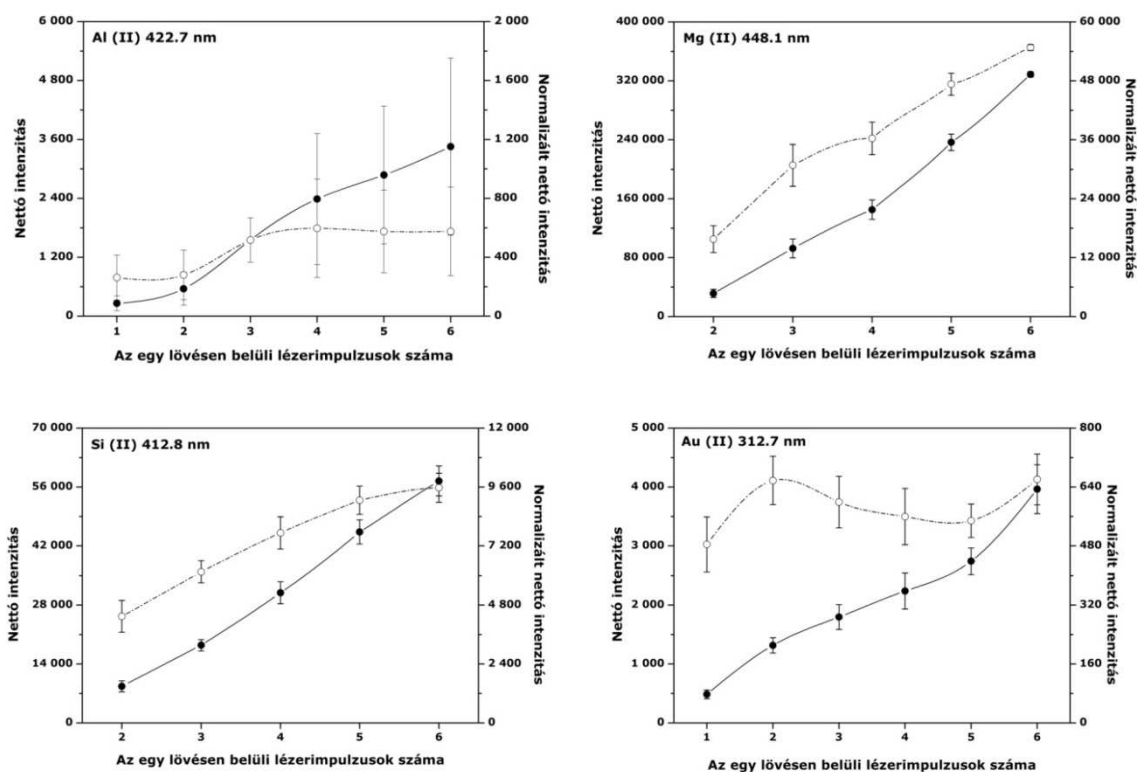 Al (II) 422.7 nm
Nettó intenzitás
6 000
4 800
3 600
2 400
1 200
0
2 000
1 600
1 200
800
400
0
Normalizált nettó intenzitás
1 2 3 4 5 6
Az egy lövésen belüli lézerimpulzusok száma
Mg (II) 448.1 nm
Nettó intenzitás
400 000
320 000
240 000
160 000
80 000
0
60 000
48 000
36 000
24 000
12 000
0
Normalizált nettó intenzitás
2 3 4 5 6
Az egy lövésen belüli lézerimpulzusok száma
Si (II) 412.8 nm
Nettó intenzitás
70 000
56 000
42 000
28 000
14 000
0
12 000
9 600
7 200
4 800
2 400
0
Normalizált nettó intenzitás
2 3 4 5 6
Az egy lövésen belüli lézerimpulzusok száma
Au (II) 312.7 nm
Nettó intenzitás
5 000
4 000
3 000
2 000
1 000
0
800
640
480
320
160
0
Normalizált nettó intenzitás
1 2 3 4 5 6
Az egy lövésen belüli lézerimpulzusok száma